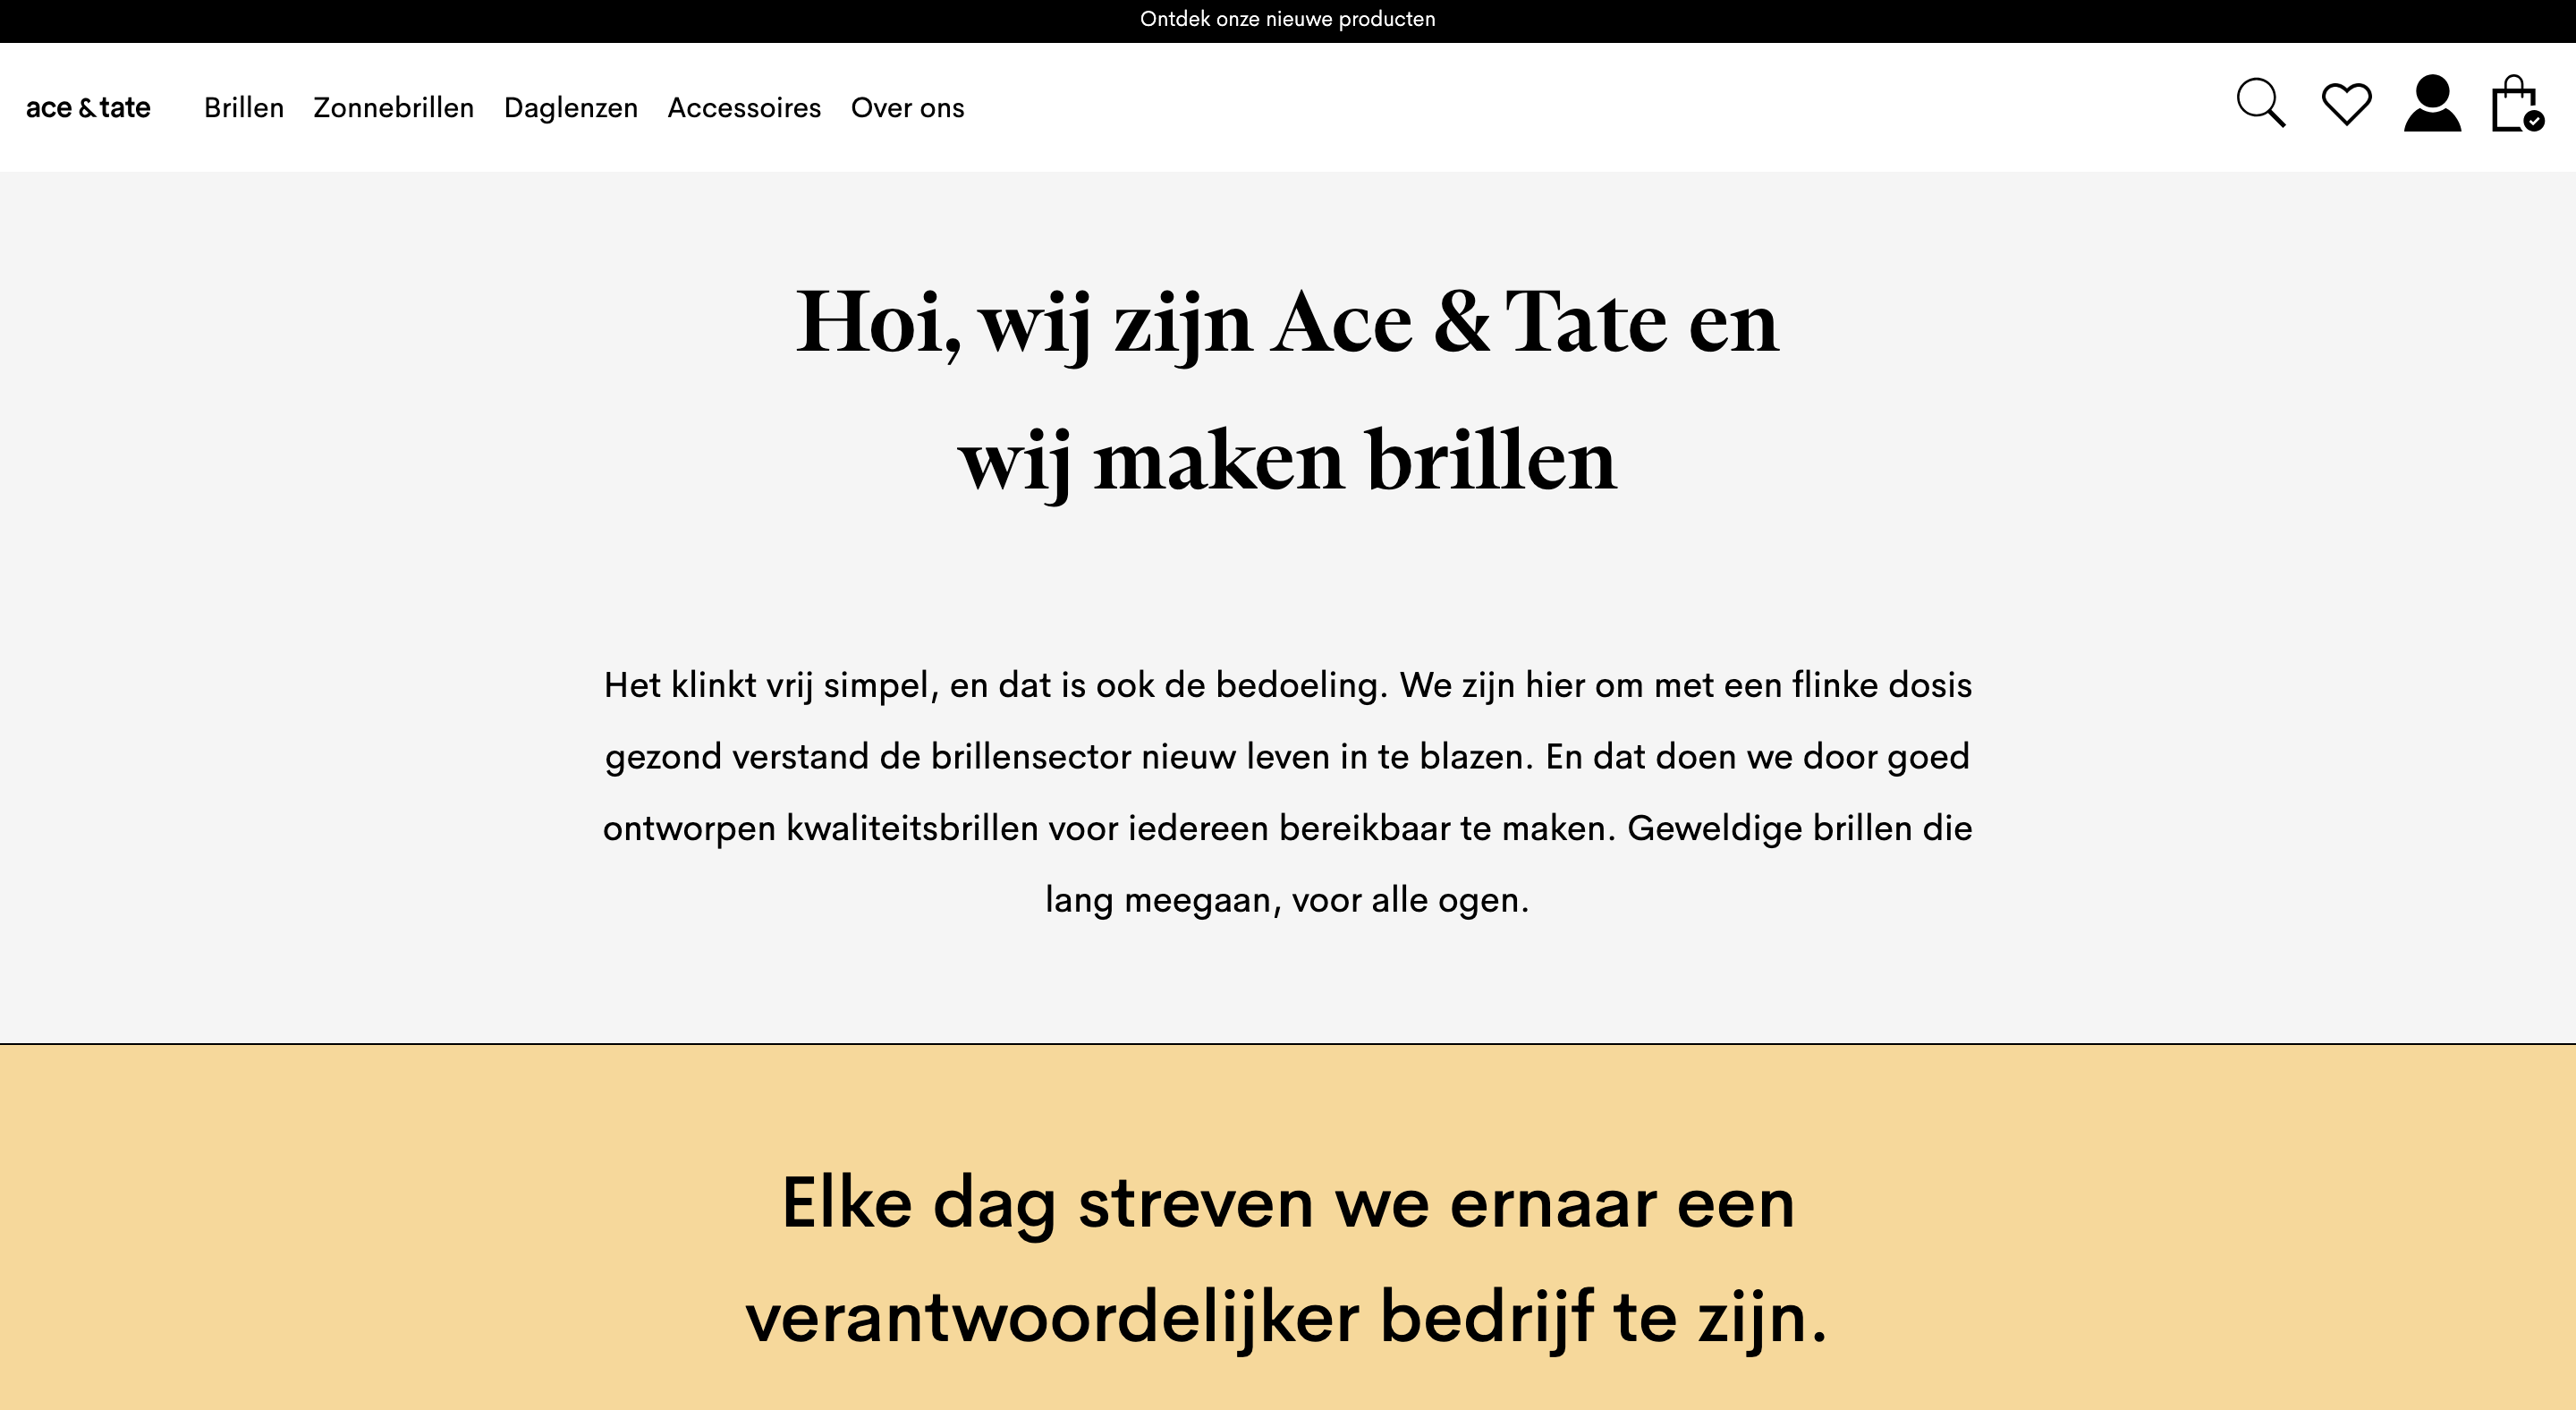 Ontdek onze nieuwe producten
ace & tate Brillen Zonnebrillen Daglenzen Accessoires Over ons
Hoi, wij zijn Ace & Tate en
wij maken brillen
Het klinkt vrij simpel, en dat is ook de bedoeling. We zijn hier om met een flinke dosis
gezond verstand de brillensector nieuw leven in te blazen. En dat doen we door goed
ontworpen kwaliteitsbrillen voor iedereen bereikbaar te maken. Geweldige brillen die
lang meegaan, voor alle ogen.
Elke dag streven we ernaar een
verantwoordelijker bedrijf te zijn.